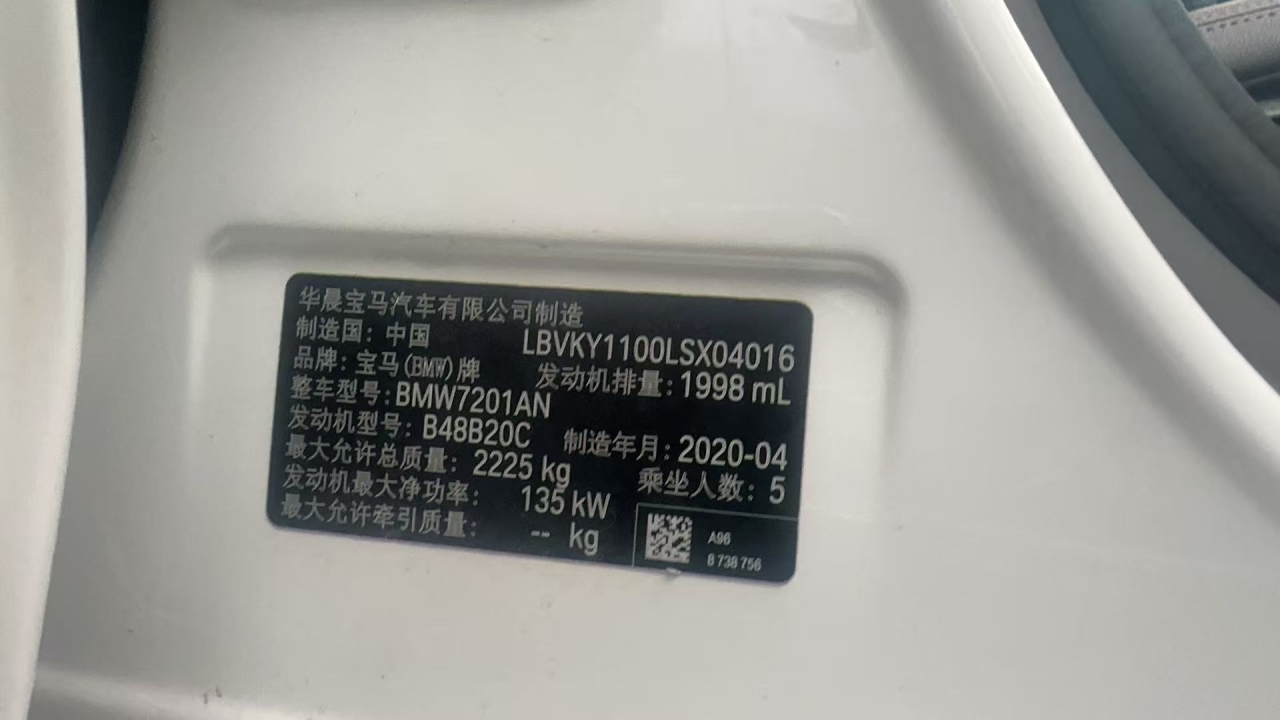 华晨宝马汽车有限公司制造
制造国：中国 LBVKY1100LSX04016
品牌：宝马(BMW)牌 发动机排量：1998 mL
整车型号：BMW7201AN
发动机型号：B48B20C 制造年月：2020-04
最大允许总质量：2225 kg 乘坐人数：5
发动机最大净功率：135 kW
最大允许牵引质量：-- kg
A96
8 738 756